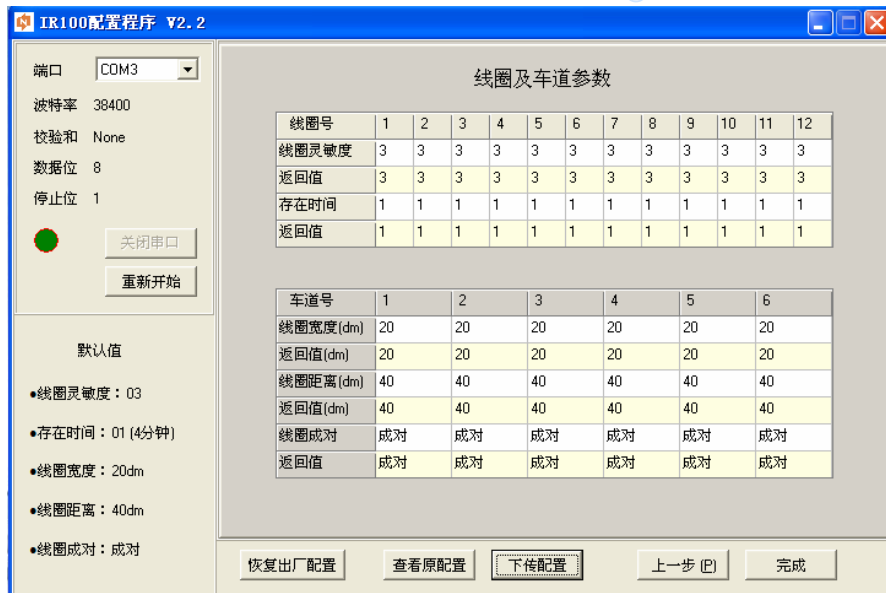 IR100配置程序 V2.2
端口 COM3
波特率 38400
校验和 None
数据位 8
停止位 1
关闭串口
重新开始
默认值
●线圈灵敏度：03
●存在时间：01 (4分钟)
●线圈宽度：20dm
●线圈距离：40dm
●线圈成对：成对
线圈及车道参数
线圈号 1 2 3 4 5 6 7 8 9 10 11 12
线圈灵敏度 3 3 3 3 3 3 3 3 3 3 3 3
返回值 3 3 3 3 3 3 3 3 3 3 3 3
存在时间 1 1 1 1 1 1 1 1 1 1 1 1
返回值 1 1 1 1 1 1 1 1 1 1 1 1
车道号 1 2 3 4 5 6
线圈宽度(dm) 20 20 20 20 20 20
返回值(dm) 20 20 20 20 20 20
线圈距离(dm) 40 40 40 40 40 40
返回值(dm) 40 40 40 40 40 40
线圈成对 成对 成对 成对 成对 成对 成对
返回值 成对 成对 成对 成对 成对 成对
恢复出厂配置 查看原配置 下传配置 上一步 (P) 完成